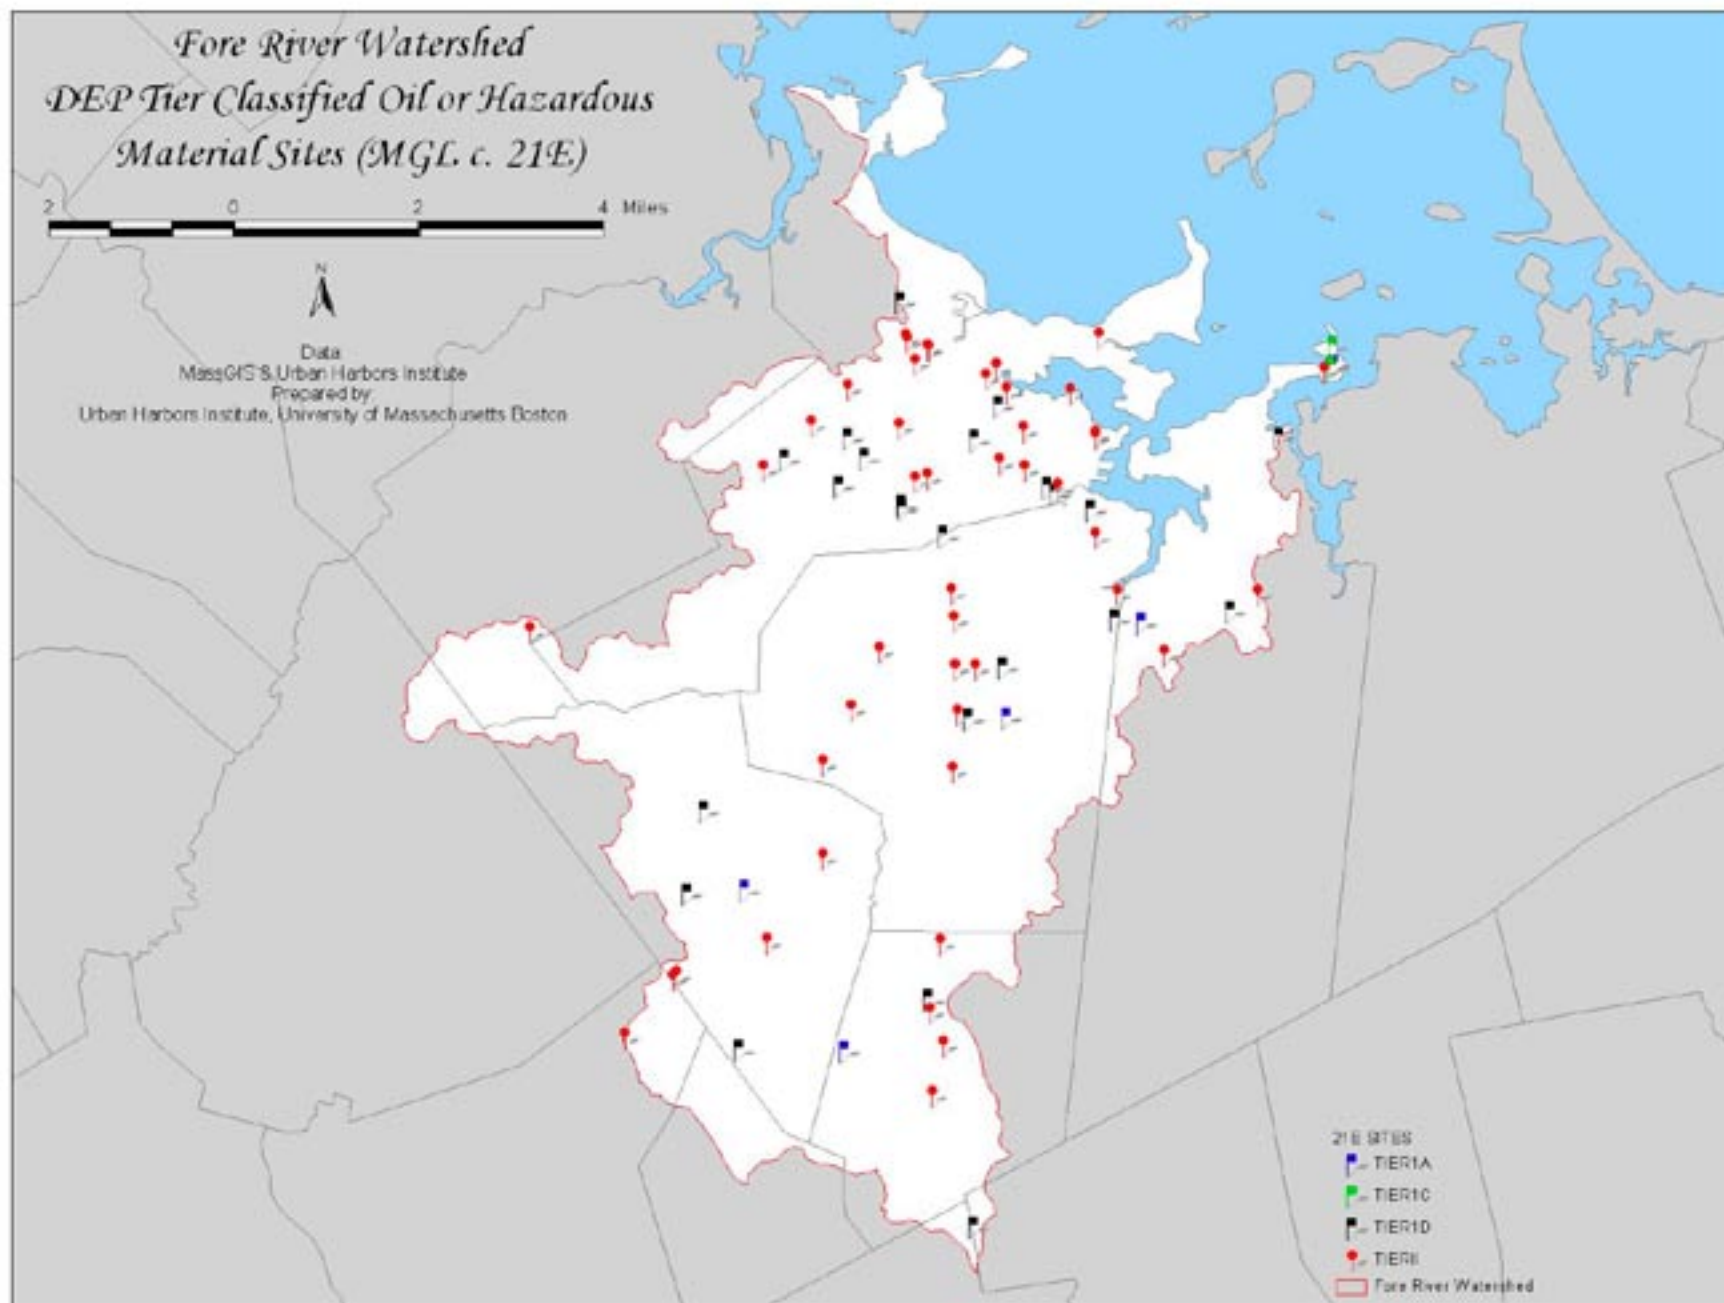 Fore River Watershed
DEP Tier Classified Oil or Hazardous
Material Sites (MGL c. 21E)
2 0 2 4 Miles
N
Data
MassGIS & Urban Harbors Institute
Prepared by:
Urban Harbors Institute, University of Massachusetts Boston
21E SITES
TIER1A
TIER1C
TIER1D
TIERII
Fore River Watershed